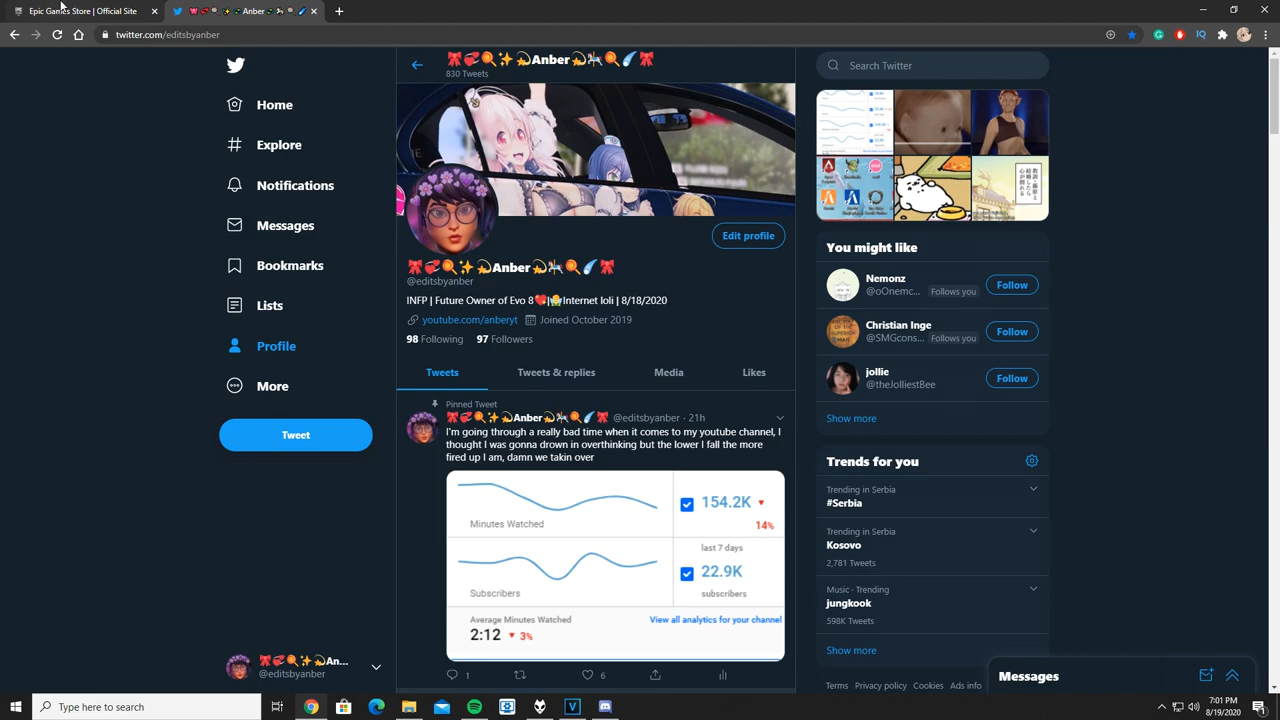 Epic Games Store | Official Site
Anber
twitter.com/editsbyanber
Anber
830 Tweets
Search Twitter
Home
Explore
Notifications
Messages
Bookmarks
Lists
Profile
More
Tweet
Edit profile
Anber
@editsbyanber
INFP | Future Owner of Evo 8💖|👷Internet loli | 8/18/2020
youtube.com/anberyt Joined October 2019
98 Following 97 Followers
Tweets Tweets & replies Media Likes
Pinned Tweet
Anber @editsbyanber · 21h
I'm going through a really bad time when it comes to my youtube channel, I
thought I was gonna drown in overthinking but the lower I fall the more
fired up I am, damn we takin over
154.2K
Minutes Watched
14%
last 7 days
22.9K
Subscribers
subscribers
Average Minutes Watched
View all analytics for your channel
2:12 3%
1 6
You might like
Nemonz
@oOnemc... Follows you
Follow
Christian Inge
@SMGcons... Follows you
Follow
jollie
@theJolliestBee
Follow
Show more
Trends for you
Trending in Serbia
#Serbia
Trending in Serbia
Kosovo
2,781 Tweets
Music · Trending
jungkook
598K Tweets
Show more
Terms Privacy policy Cookies Ads info
Messages
An...
@editsbyanber
Type here to search
7:01 PM
8/19/2020